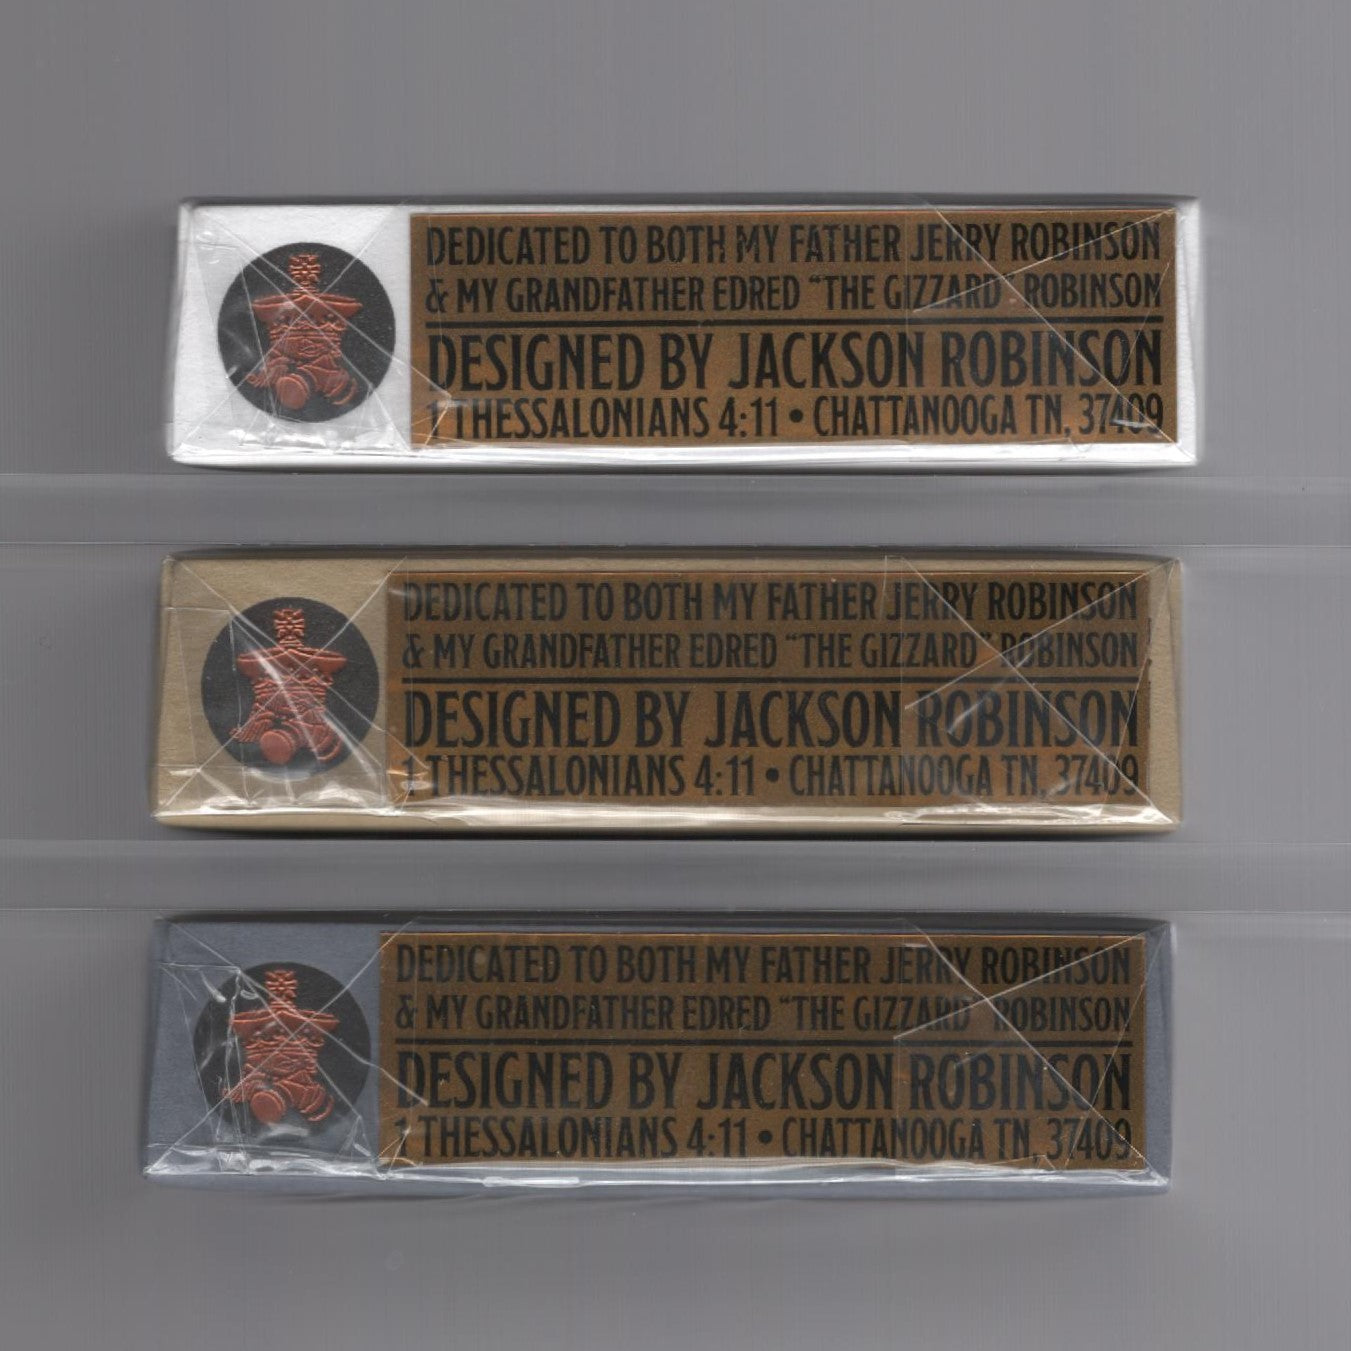 DEDICATED TO BOTH MY FATHER JERRY ROBINSON
& MY GRANDFATHER EDRED “THE GIZZARD” ROBINSON
DESIGNED BY JACKSON ROBINSON
1 THESSALONIANS 4:11 • CHATTANOOGA TN, 37409
DEDICATED TO BOTH MY FATHER JERRY ROBINSON
& MY GRANDFATHER EDRED “THE GIZZARD” ROBINSON
DESIGNED BY JACKSON ROBINSON
1 THESSALONIANS 4:11 • CHATTANOOGA TN, 37409
DEDICATED TO BOTH MY FATHER JERRY ROBINSON
& MY GRANDFATHER EDRED “THE GIZZARD” ROBINSON
DESIGNED BY JACKSON ROBINSON
1 THESSALONIANS 4:11 • CHATTANOOGA TN, 37409